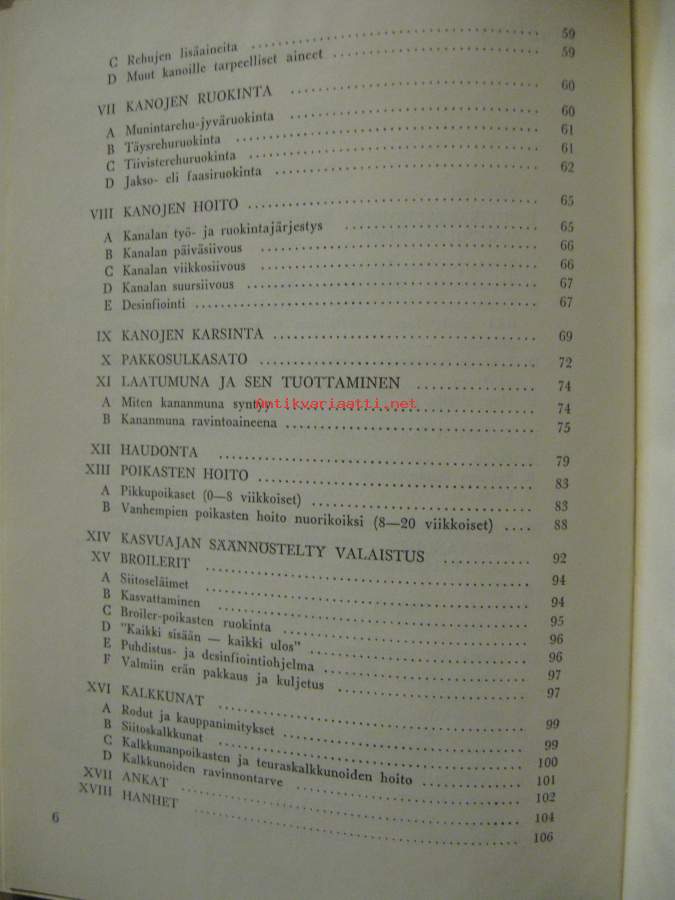 C Rehujen lisäaineita ........ 59
D Muut kanoille tarpeelliset aineet ........ 59
VII KANOJEN RUOKINTA ........ 60
A Munintarehu-jyväruokinta ........ 60
B Täysrehuruokinta ........ 61
C Tiivisterehuruokinta ........ 61
D Jakso- eli faasiruokinta ........ 62
VIII KANOJEN HOITO ........ 65
A Kanalan työ- ja ruokintajärjestys ........ 65
B Kanalan päiväsiivous ........ 66
C Kanalan viikkosiivous ........ 66
D Kanalan suursiivous ........ 67
E Desinfiointi ........ 67
IX KANOJEN KARSINTA ........ 69
X PAKKOSULKASATO ........ 72
XI LAATUMUNA JA SEN TUOTTAMINEN ........ 74
A Miten kananmuna syntyy ........ 74
Antikvariaatti.net
B Kananmuna ravintoaineena ........ 75
XII HAUDONTA ........ 79
XIII POIKASTEN HOITO ........ 83
A Pikkupoikaset (0—8 viikkoiset) ........ 83
B Vanhempien poikasten hoito nuorikoiksi (8—20 viikkoiset) .... 88
XIV KASVUAJAN SÄÄNNÖSTELTY VALAISTUS ........ 92
XV BROILERIT ........ 94
A Siitoseläimet ........ 94
B Kasvattaminen ........ 95
C Broiler-poikasten ruokinta ........ 96
D "Kaikki sisään — kaikki ulos" ........ 96
E Puhdistus- ja desinfiointiohjelma ........ 97
F Valmiin erän pakkaus ja kuljetus ........ 97
XVI KALKKUNAT ........ 99
A Rodut ja kauppanimitykset ........ 99
B Siitoskalkkunat ........ 100
C Kalkkunanpoikasten ja teuraskalkkunoiden hoito ........ 101
D Kalkkunoiden ravinnontarve ........ 102
XVII ANKAT ........ 104
XVIII HANHET ........ 106
6